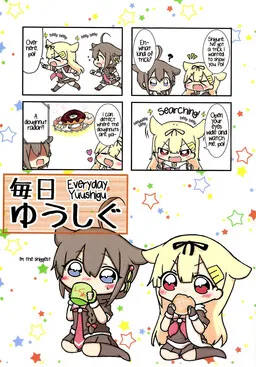 Shigure,
I've got
a trick
I wanted
to show
you, poi!
Eh~
what
kind of
trick?
Searching!
Open your
eyes
wide and
watch
me, poi!
Over
here,
poi!
I can
detect
where the
doughnuts
are poi!
A
doughnut
radar?!
毎日
ゆうしぐ
Everyday
Yuushigu